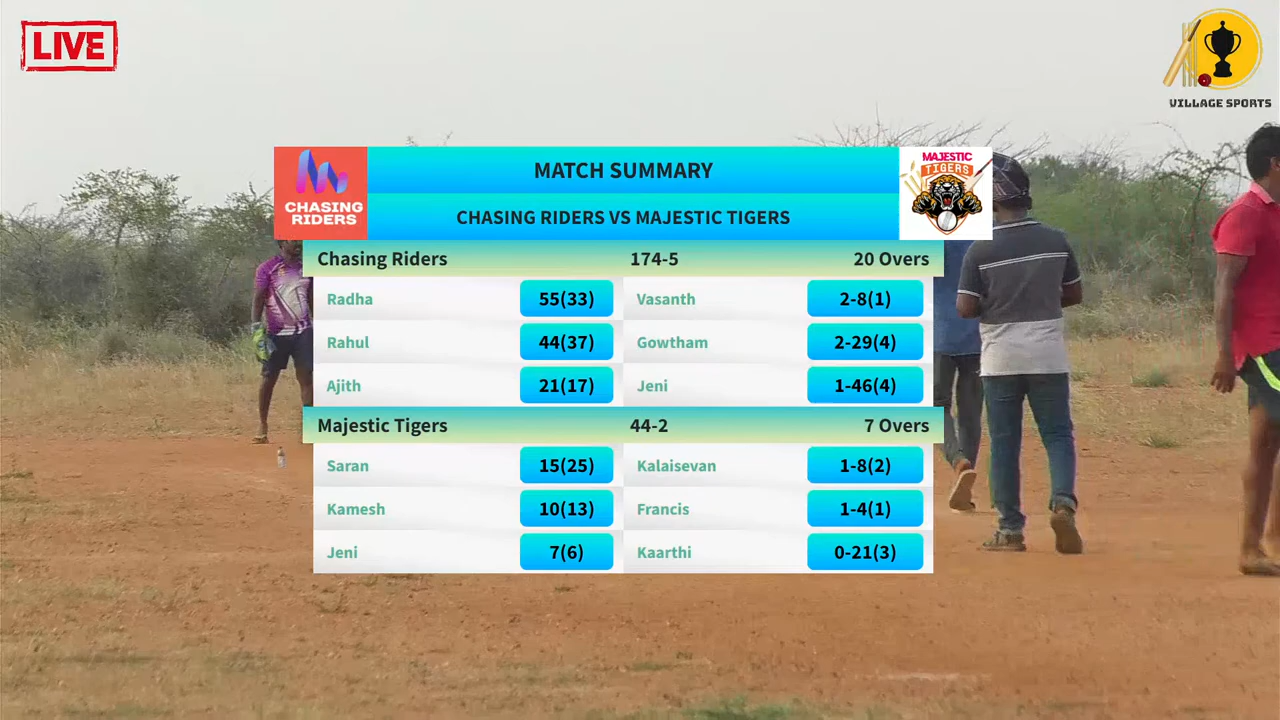 LIVE
VILLAGE SPORTS
CHASING
RIDERS
MATCH SUMMARY
CHASING RIDERS VS MAJESTIC TIGERS
MAJESTIC
TIGERS
Chasing Riders 174-5 20 Overs
Radha 55(33) Vasanth 2-8(1)
Rahul 44(37) Gowtham 2-29(4)
Ajith 21(17) Jeni 1-46(4)
Majestic Tigers 44-2 7 Overs
Saran 15(25) Kalaisevan 1-8(2)
Kamesh 10(13) Francis 1-4(1)
Jeni 7(6) Kaarthi 0-21(3)